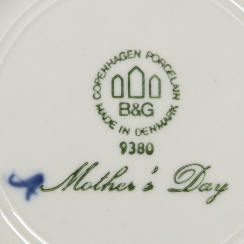 COPENHAGEN PORCELAIN
B&G
MADE IN DENMARK
9380
Mother's Day